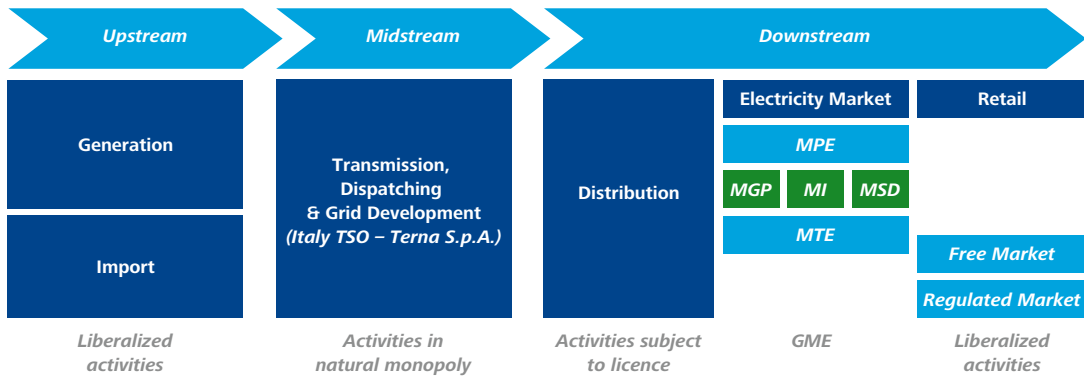 Upstream
Midstream
Downstream
Generation
Import
Transmission,
Dispatching
& Grid Development
(Italy TSO – Terna S.p.A.)
Distribution
Electricity Market
MPE
MGP
MI
MSD
MTE
Retail
Free Market
Regulated Market
Liberalized
activities
Activities in
natural monopoly
Activities subject
to licence
GME
Liberalized
activities